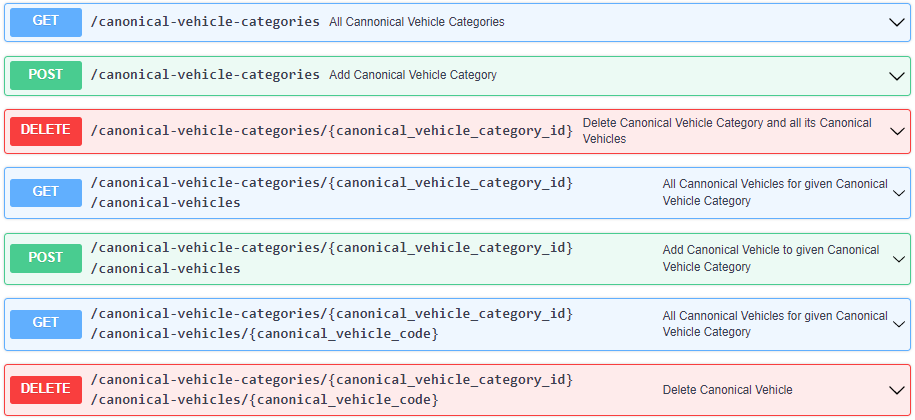 GET /canonical-vehicle-categories All Cannonical Vehicle Categories
POST /canonical-vehicle-categories Add Canonical Vehicle Category
DELETE /canonical-vehicle-categories/{canonical_vehicle_category_id} Delete Canonical Vehicle Category and all its Canonical
Vehicles
GET /canonical-vehicle-categories/{canonical_vehicle_category_id}
/canonical-vehicles
All Cannonical Vehicles for given Canonical
Vehicle Category
POST /canonical-vehicle-categories/{canonical_vehicle_category_id}
/canonical-vehicles
Add Canonical Vehicle to given Canonical
Vehicle Category
GET /canonical-vehicle-categories/{canonical_vehicle_category_id}
/canonical-vehicles/{canonical_vehicle_code}
All Cannonical Vehicles for given Canonical
Vehicle Category
DELETE /canonical-vehicle-categories/{canonical_vehicle_category_id}
/canonical-vehicles/{canonical_vehicle_code}
Delete Canonical Vehicle